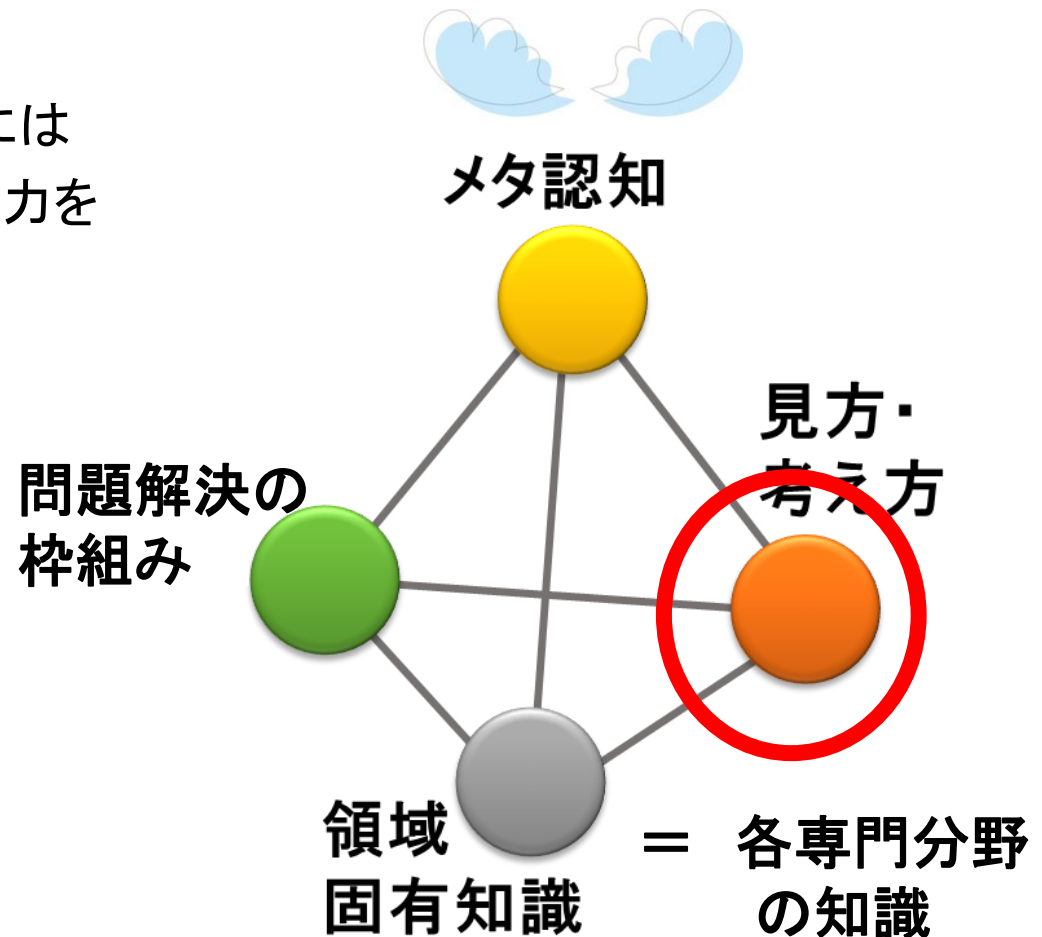 には
力を
メタ認知
見方・
考え方
問題解決の
枠組み
領域
固有知識
＝ 各専門分野
の知識